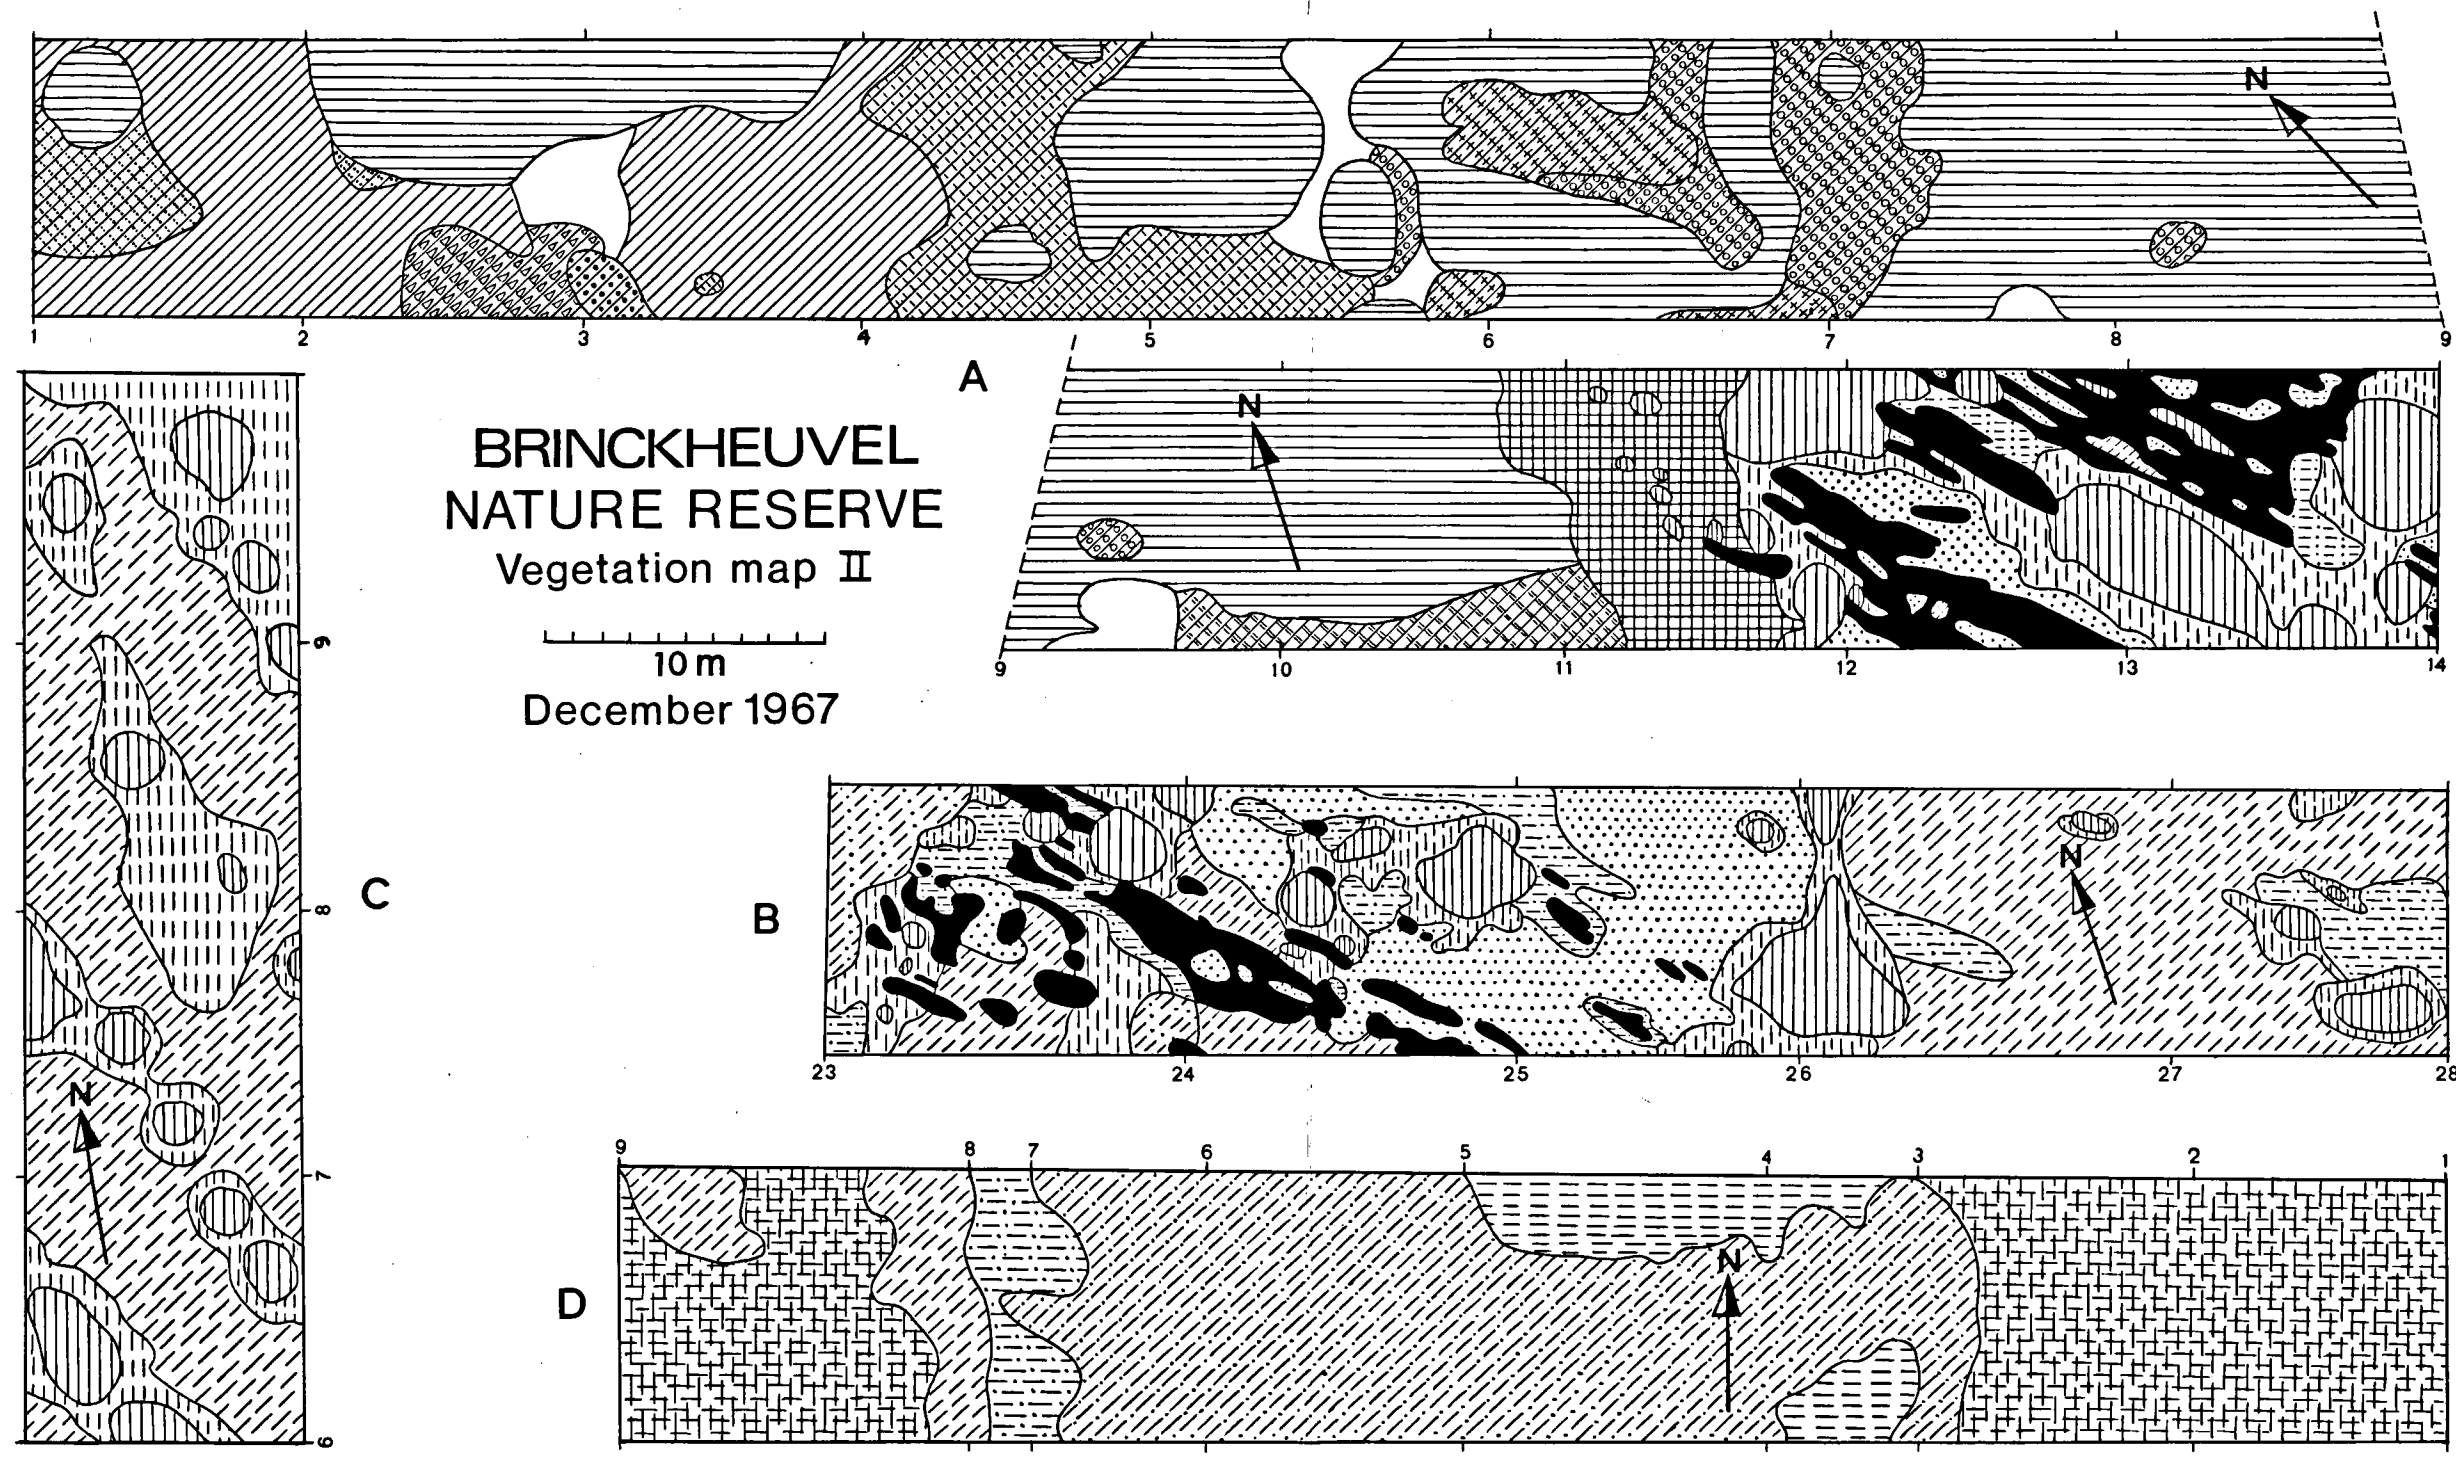 N
1 2 3 4 5 6 7 8 9
A
BRINCKHEUVEL
NATURE RESERVE
Vegetation map II
10 m
December 1967
N
9 10 11 12 13 14
9
8
7
6
C
N
B
N
23 24 25 26 27 28
9 8 7 6 5 4 3 2 1
D
N